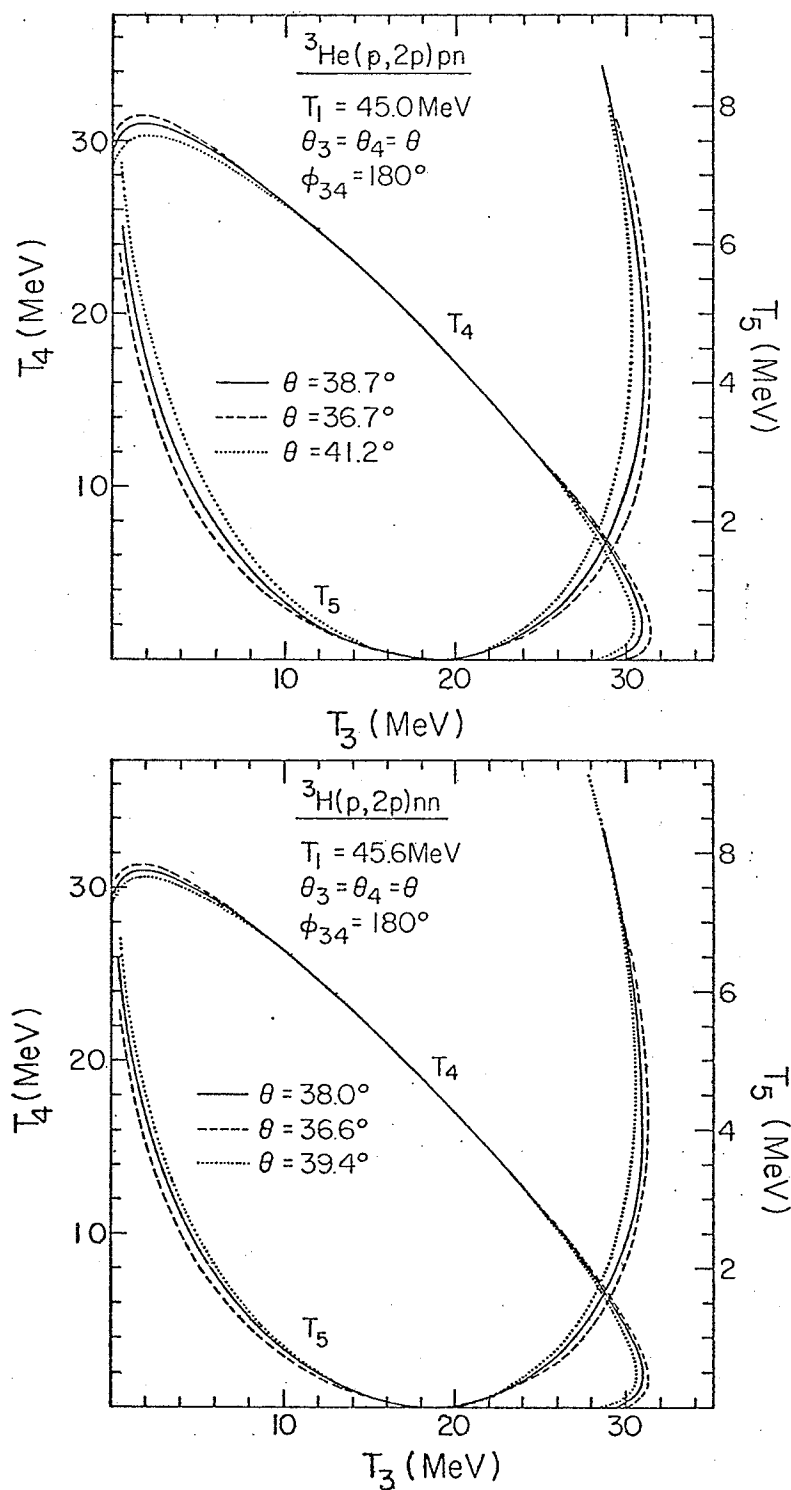 ³He(p,2p)pn
T₁ = 45.0 MeV
θ₃ = θ₄ = θ
ϕ₃₄ = 180°
T₄ (MeV)
30
20
10
T₄
θ = 38.7°
θ = 36.7°
θ = 41.2°
T₅
8
6
4
2
T₅ (MeV)
10
20
30
T₃ (MeV)
³H(p,2p)nn
T₁ = 45.6 MeV
θ₃ = θ₄ = θ
ϕ₃₄ = 180°
T₄ (MeV)
30
20
10
T₄
θ = 38.0°
θ = 36.6°
θ = 39.4°
T₅
8
6
4
2
T₅ (MeV)
10
20
30
T₃ (MeV)